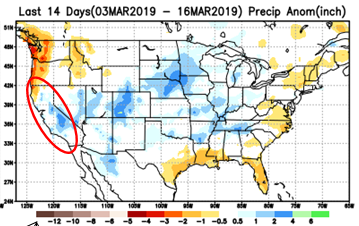 Last 14 Days(03MAR2019 – 16MAR2019) Precip Anom(inch)
51N
48N
45N
42N
39N
36N
33N
30N
27N
24N
125W 120W 115W 110W 105W 100W 95W 90W 85W 80W 75W 70W
-12 -10 -8 -6 -4 -3 -2 -1 -0.5 0.5 1 2 4 6